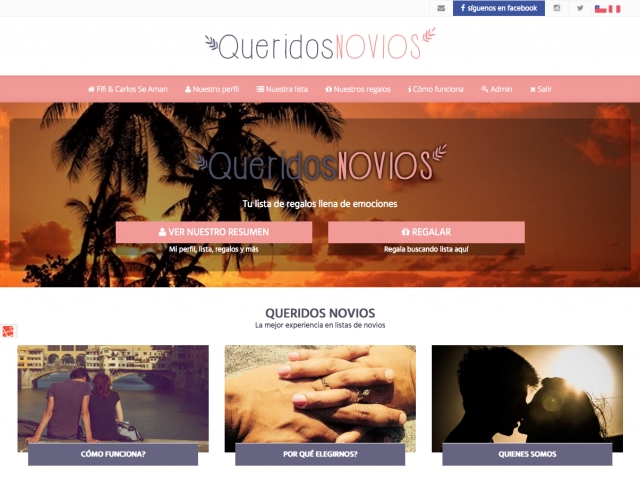 síguenos en facebook
QueridosNOVIOS
Fifi & Carlos Se Aman
Nuestro perfil
Nuestra lista
Nuestros regalos
Cómo funciona
Admin
Salir
QueridosNOVIOS
Tu lista de regalos llena de emociones
VER NUESTRO RESUMEN
REGALAR
Mi perfil, lista, regalos y más
Regala buscando lista aquí
QUERIDOS NOVIOS
La mejor experiencia en listas de novios
CÓMO FUNCIONA?
POR QUÉ ELEGIRNOS?
QUIENES SOMOS